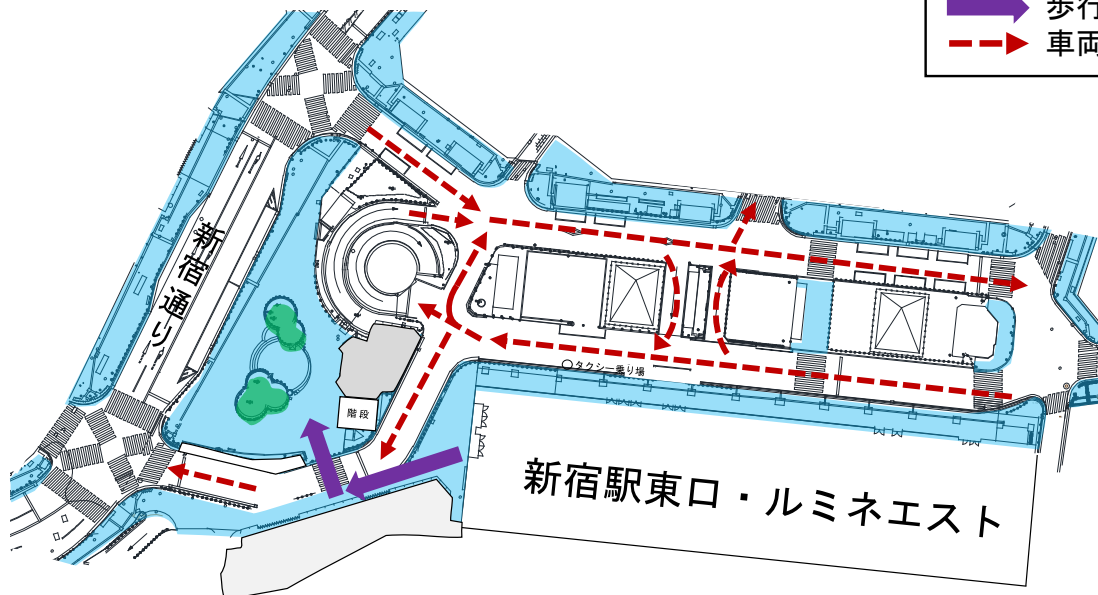 歩行
車両
新宿通り
タクシー乗り場
階段
新宿駅東口・ルミネエスト